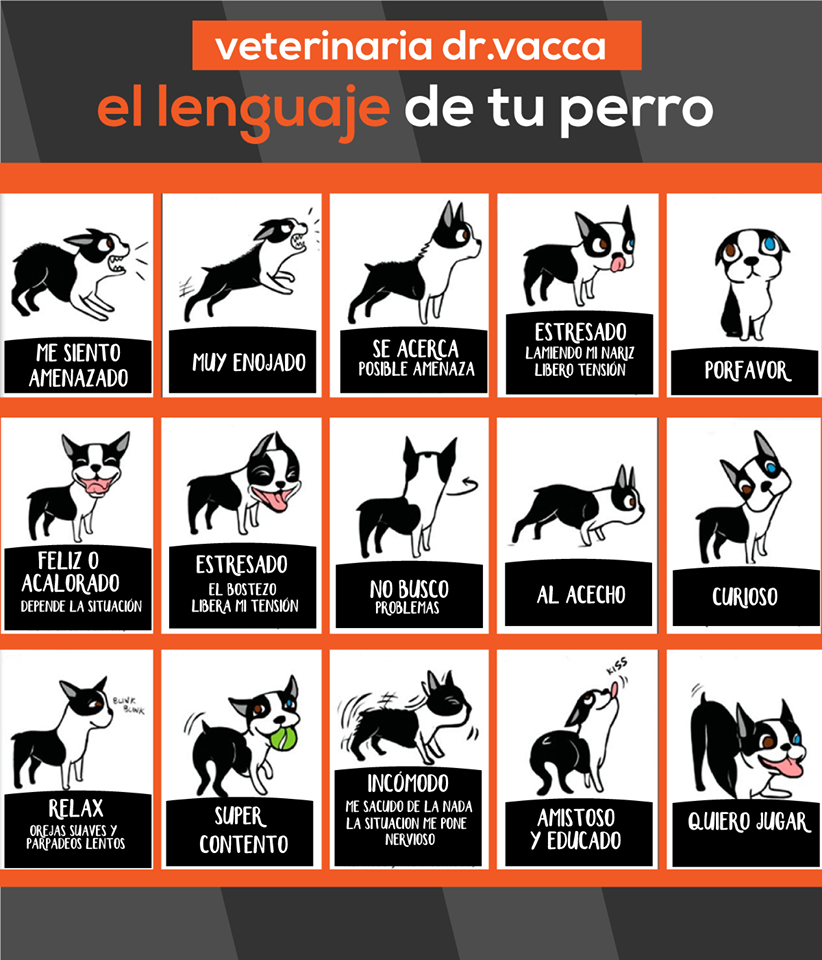 veterinaria dr.vacca
el lenguaje de tu perro
ME SIENTO
AMENAZADO
MUY ENOJADO
SE ACERCA
POSIBLE AMENAZA
ESTRESADO
LAMIENDO MI NARIZ
LIBERO TENSIÓN
PORFAVOR
FELIZ O
ACALORADO
DEPENDE LA SITUACIÓN
ESTRESADO
EL BOSTEZO
LIBERA MI TENSIÓN
NO BUSCO
PROBLEMAS
AL ACECHO
CURIOSO
BLINK
BLINK
RELAX
OREJAS SUAVES Y
PARPADEOS LENTOS
SUPER
CONTENTO
INCÓMODO
ME SACUDO DE LA NADA
LA SITUACION ME PONE
NERVIOSO
KISS
AMISTOSO
Y EDUCADO
QUIERO JUGAR